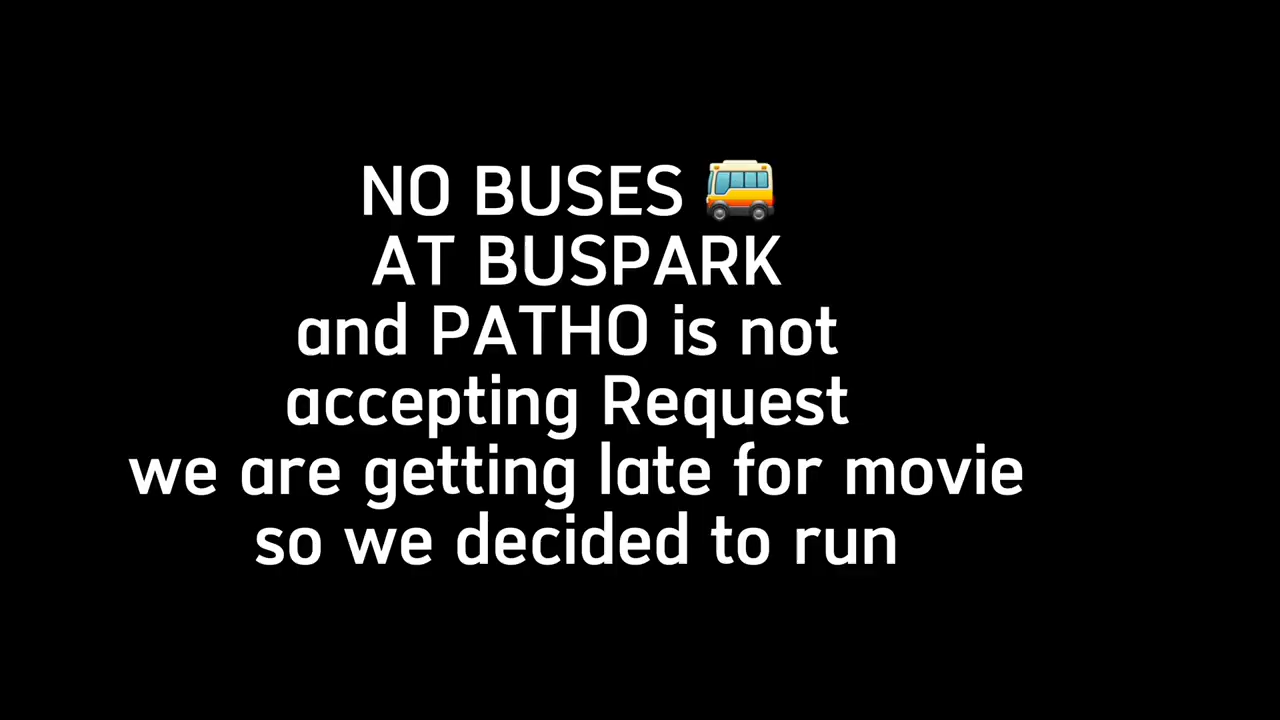 NO BUSES 🚌
AT BUSPARK
and PATHO is not
accepting Request
we are getting late for movie
so we decided to run